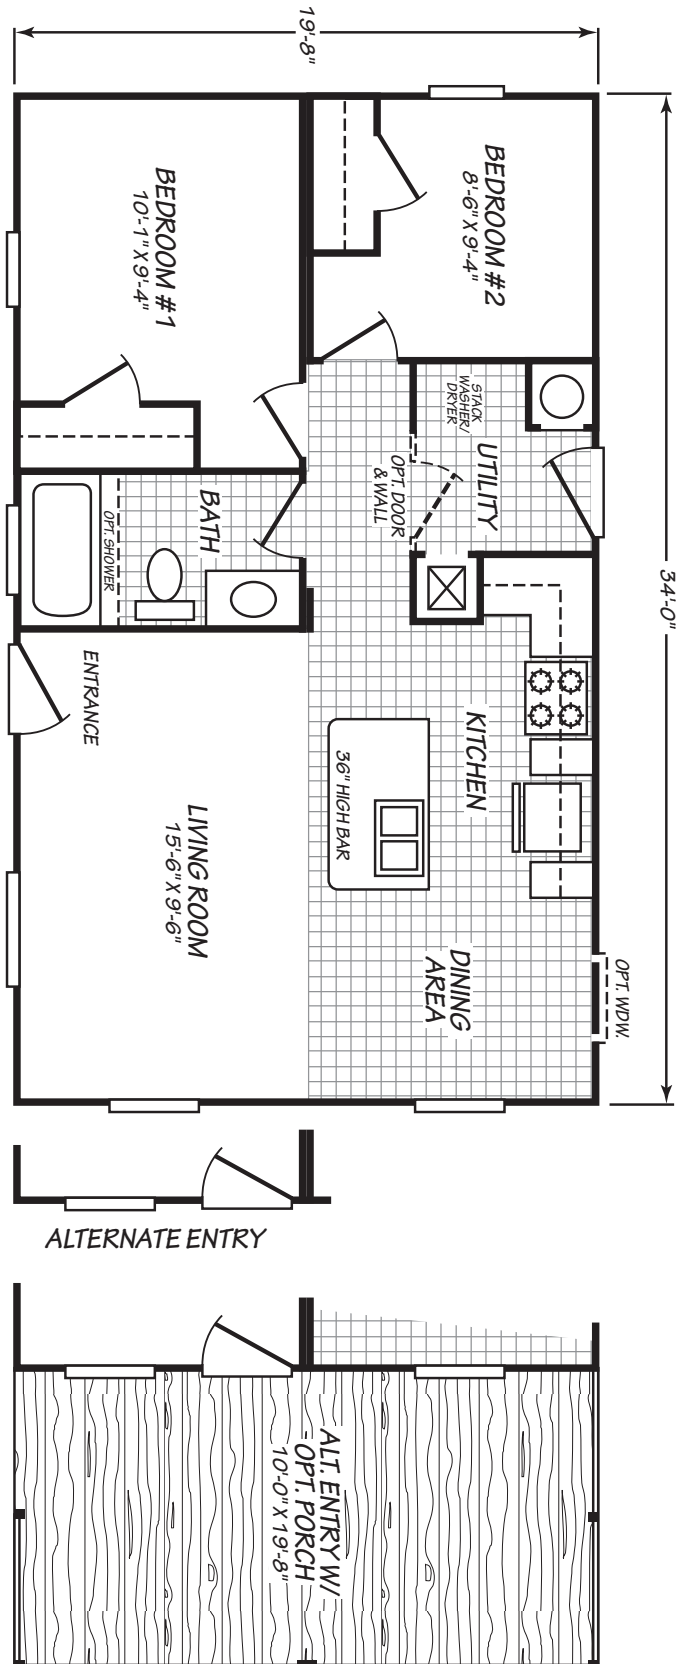 19'-8"
34'-0"
BEDROOM #2
8'-6" X 9'-4"
BEDROOM #1
10'-1" X 9'-4"
STACK
WASHER/
DRYER
UTILITY
OPT. DOOR
& WALL
BATH
OPT. SHOWER
ENTRANCE
KITCHEN
36" HIGH BAR
LIVING ROOM
15'-6" X 9'-6"
DINING
AREA
OPT. WDW.
ALTERNATE ENTRY
ALT. ENTRY W/
OPT. PORCH
10'-0" X 19'-8"